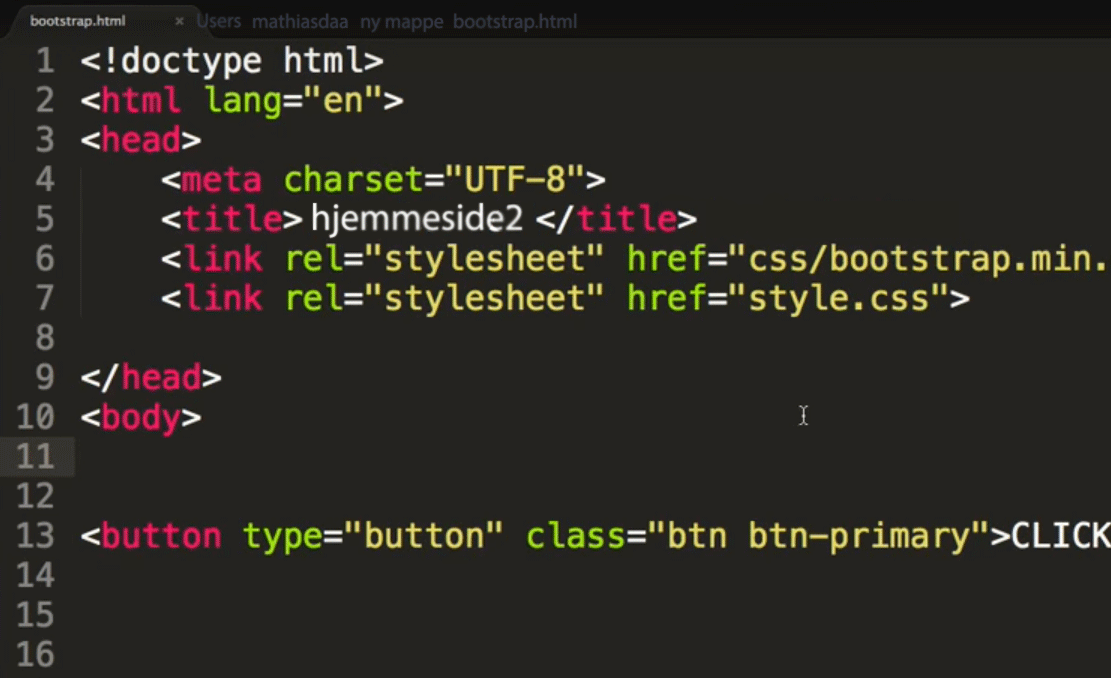 bootstrap.html × Users mathiasdaa ny mappe bootstrap.html
1 <!doctype html>
2 <html lang="en">
3 <head>
4 <meta charset="UTF-8">
5 <title> hjemmeside2 </title>
6 <link rel="stylesheet" href="css/bootstrap.min.
7 <link rel="stylesheet" href="style.css">
8
9 </head>
10 <body>
11
12
13 <button type="button" class="btn btn-primary">CLICK
14
15
16